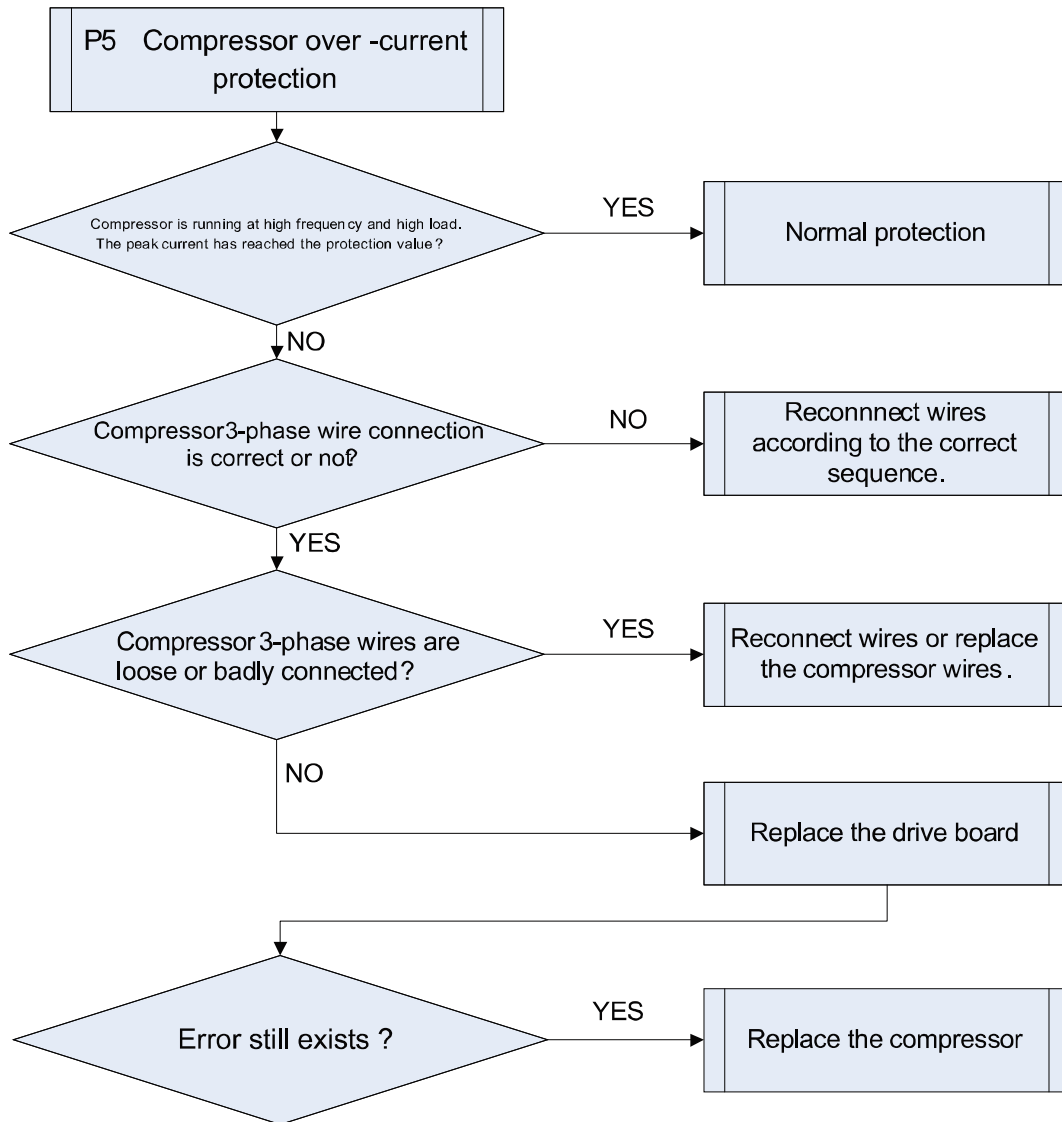 P5 Compressor over -current
protection
Compressor is running at high frequency and high load.
The peak current has reached the protection value ?
YES
Normal protection
NO
Compressor3-phase wire connection
is correct or not?
NO
Reconnnect wires
according to the correct
sequence.
YES
Compressor 3-phase wires are
loose or badly connected ?
YES
Reconnect wires or replace
the compressor wires .
NO
Replace the drive board
Error still exists ?
YES
Replace the compressor